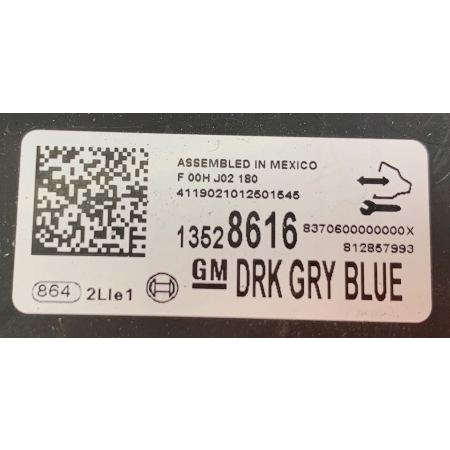 ASSEMBLED IN MEXICO
F 00H J02 180
4119021012501545
13528616 8370600000000X
812857993
GM DRK GRY BLUE
864 2LIe1